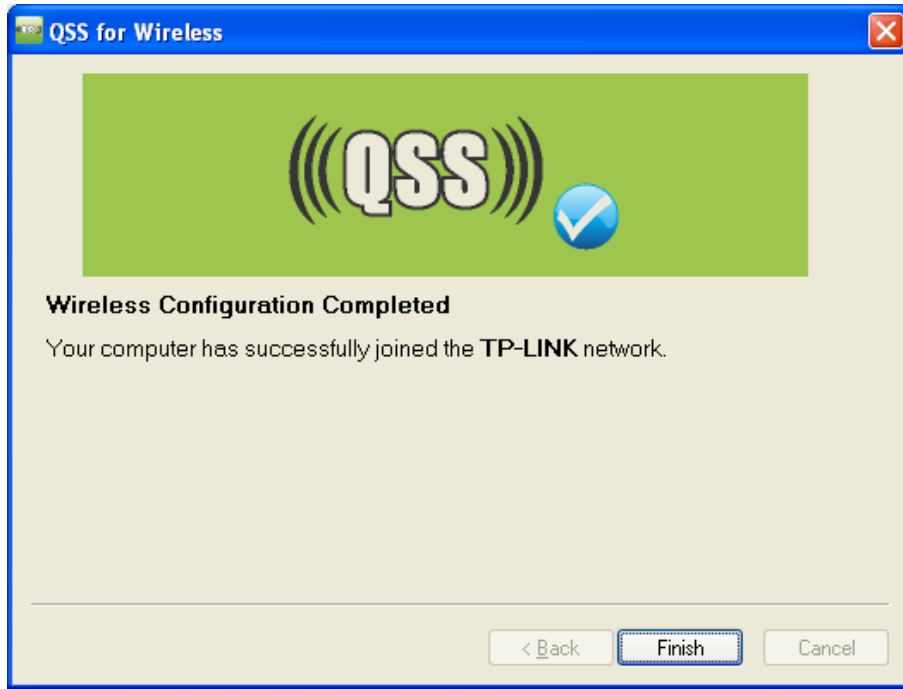 QSS for Wireless
QSS
Wireless Configuration Completed
Your computer has successfully joined the TP-LINK network.
< Back Finish Cancel